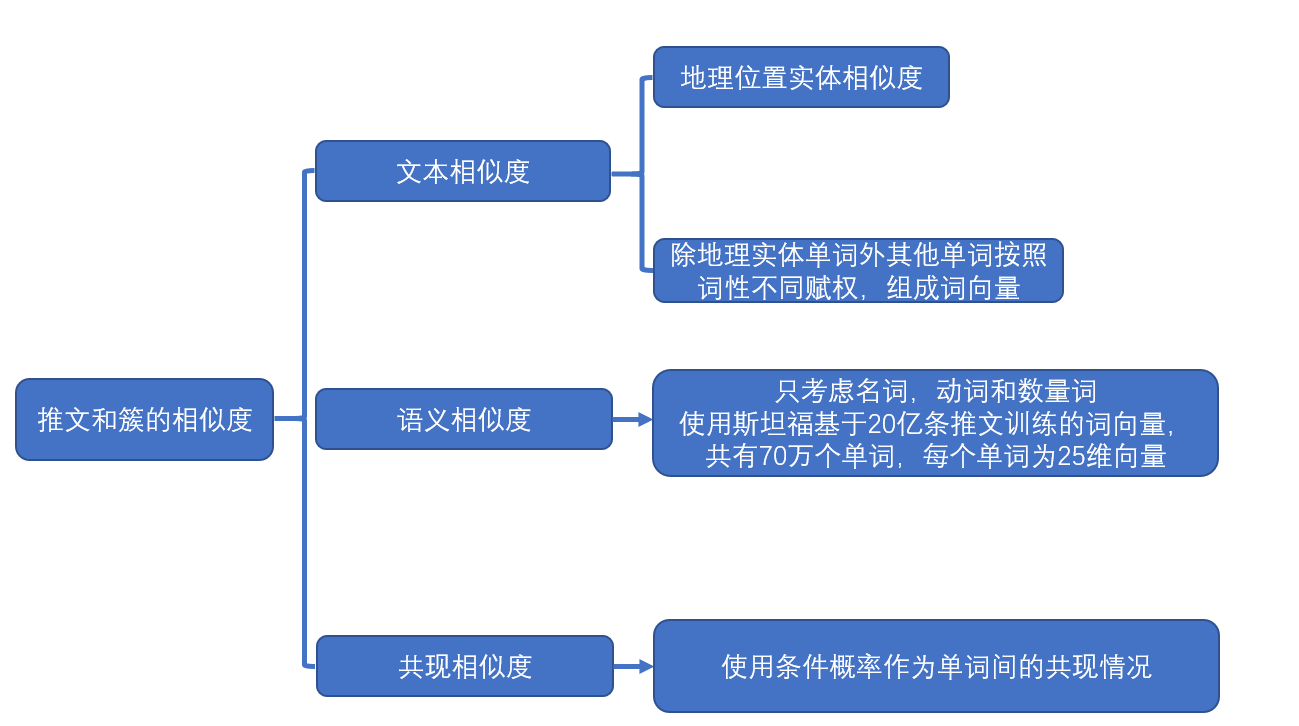 地理位置实体相似度
文本相似度
除地理实体单词外其他单词按照
词性不同赋权，组成词向量
推文和簇的相似度
语义相似度
只考虑名词，动词和数量词
使用斯坦福基于20亿条推文训练的词向量，
共有70万个单词，每个单词为25维向量
共现相似度
使用条件概率作为单词间的共现情况